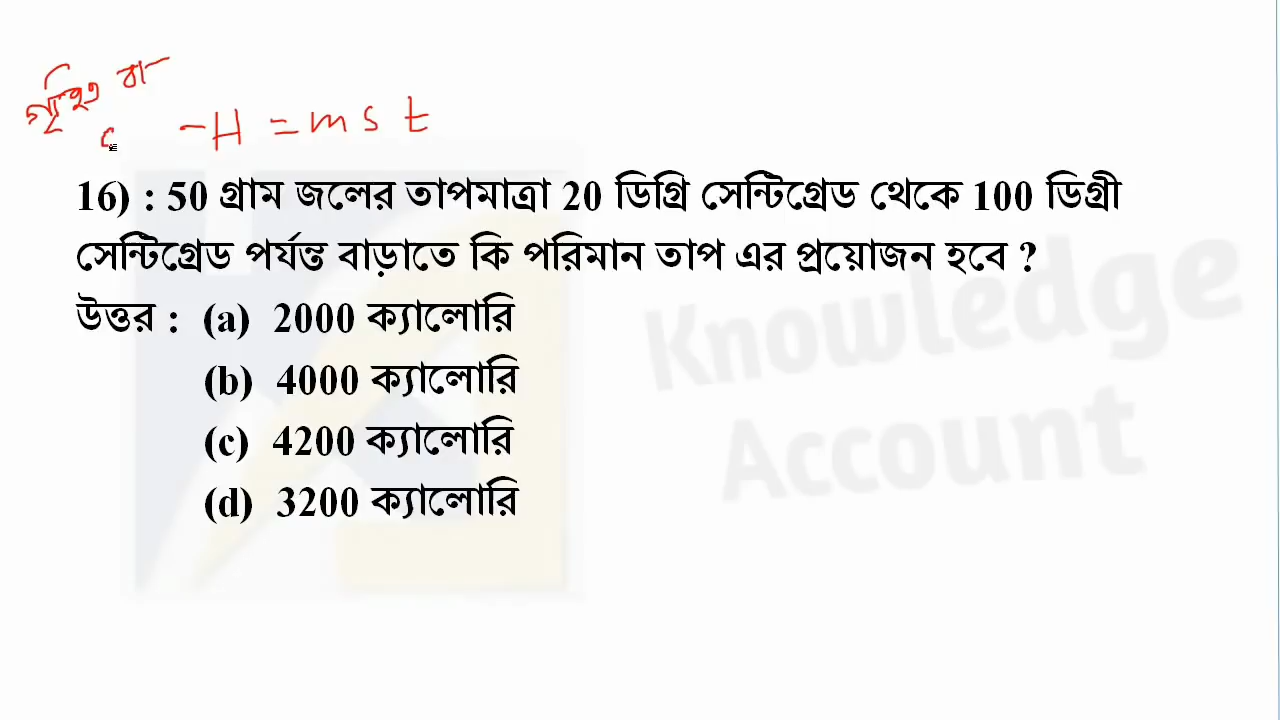 গৃহিত বা
-H = m s t
16) : 50 গ্রাম জলের তাপমাত্রা 20 ডিগ্রি সেন্টিগ্রেড থেকে 100 ডিগ্রী
সেন্টিগ্রেড পর্যন্ত বাড়াতে কি পরিমান তাপ এর প্রয়োজন হবে ?
উত্তর : (a) 2000 ক্যালোরি
(b) 4000 ক্যালোরি
(c) 4200 ক্যালোরি
(d) 3200 ক্যালোরি
Knowledge
Account